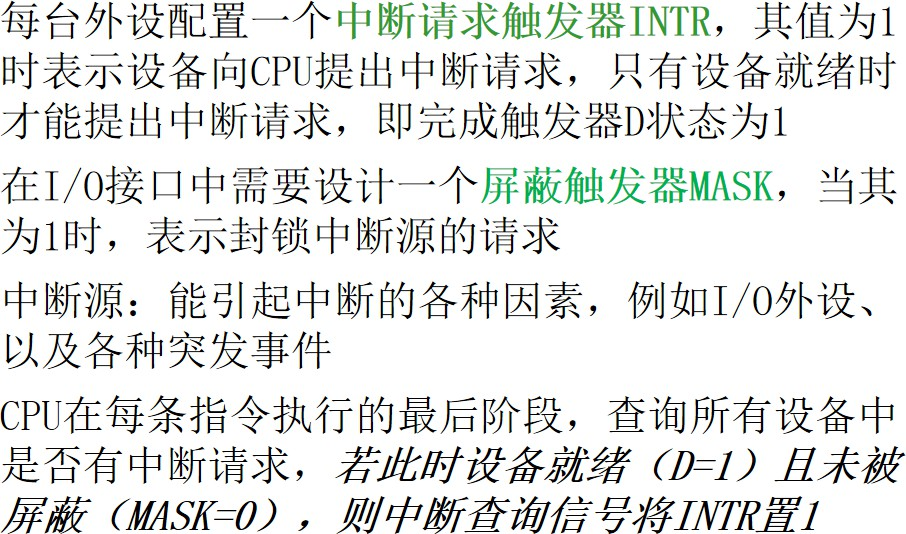 每台外设配置一个中断请求触发器INTR，其值为1
时表示设备向CPU提出中断请求，只有设备就绪时
才能提出中断请求，即完成触发器D状态为1
在I/O接口中需要设计一个屏蔽触发器MASK，当其
为1时，表示封锁中断源的请求
中断源：能引起中断的各种因素，例如I/O外设、
以及各种突发事件
CPU在每条指令执行的最后阶段，查询所有设备中
是否有中断请求，若此时设备就绪（D=1）且未被
屏蔽（MASK=0），则中断查询信号将INTR置1